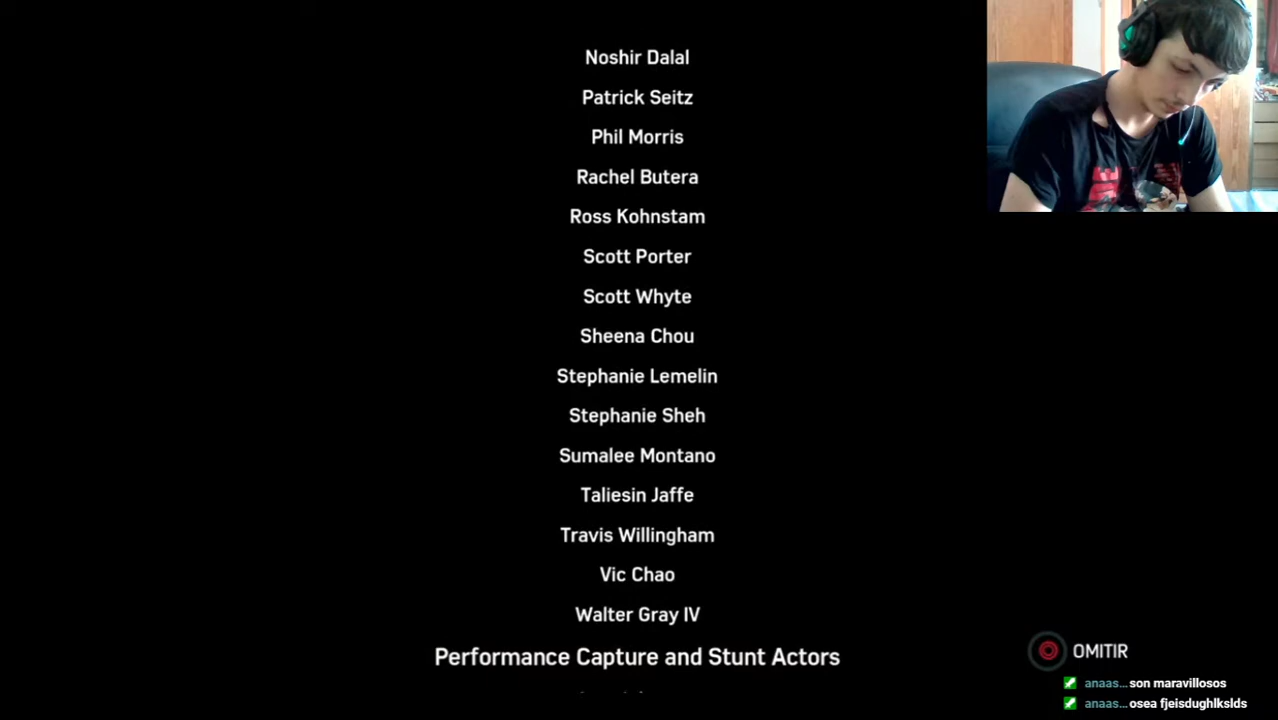 Noshir Dalal
Patrick Seitz
Phil Morris
Rachel Butera
Ross Kohnstam
Scott Porter
Scott Whyte
Sheena Chou
Stephanie Lemelin
Stephanie Sheh
Sumalee Montano
Taliesin Jaffe
Travis Willingham
Vic Chao
Walter Gray IV
Performance Capture and Stunt Actors
OMITIR
anaas... son maravillosos
anaas... osea fjeisdughlkslds